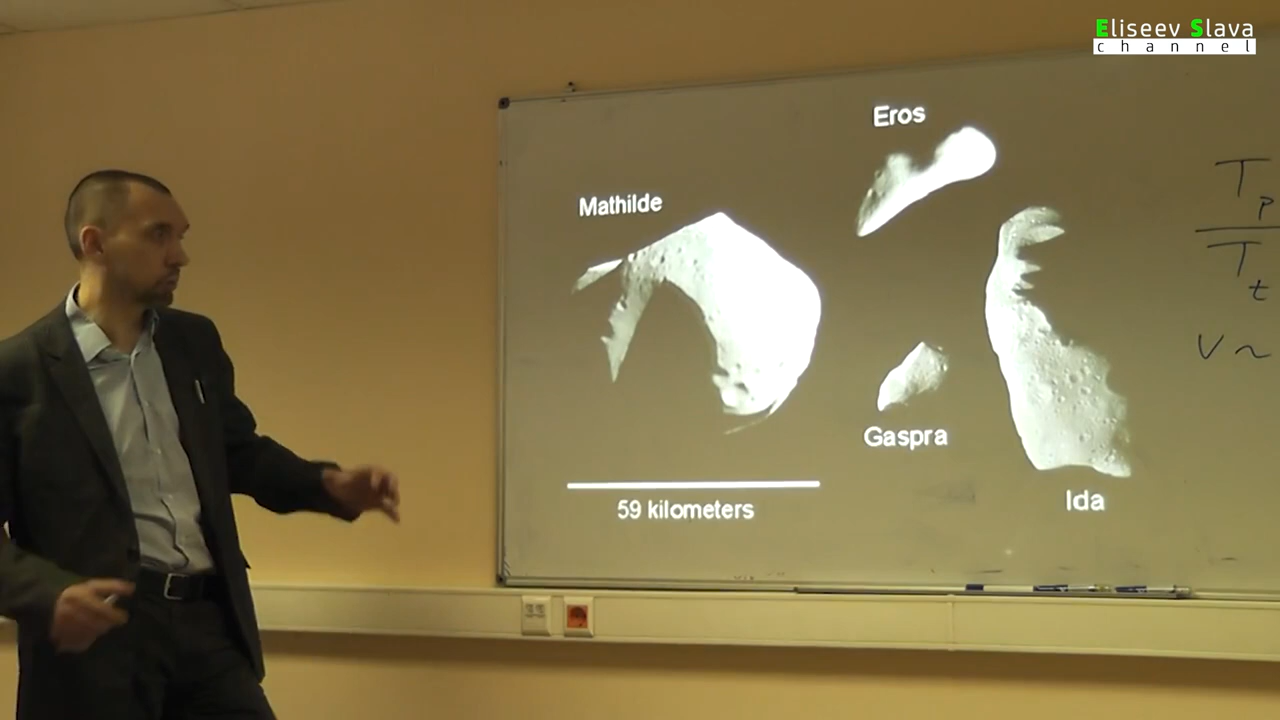 Eliseev Slava
channel
Eros
Mathilde
Gaspra
59 kilometers
Ida
T p
T t
V ~